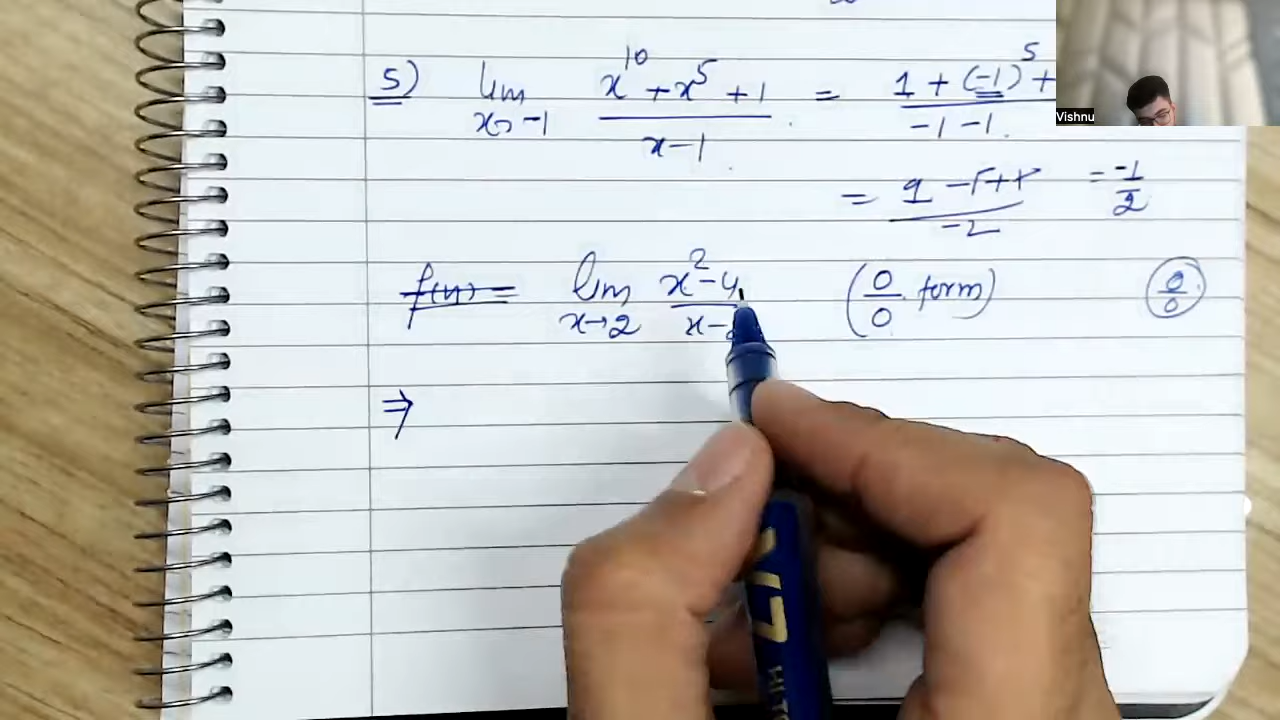 5) lim x→-1 (x^10 + x^5 + 1)/(x-1) = (1 + (-1)^5 +)/(-1 -1)
Vishnu
= (1 -1+1)/(-2) = -1/2
f(x) = lim x→2 (x^2 - 4)/(x- (0/0 form) 0/0
⇒